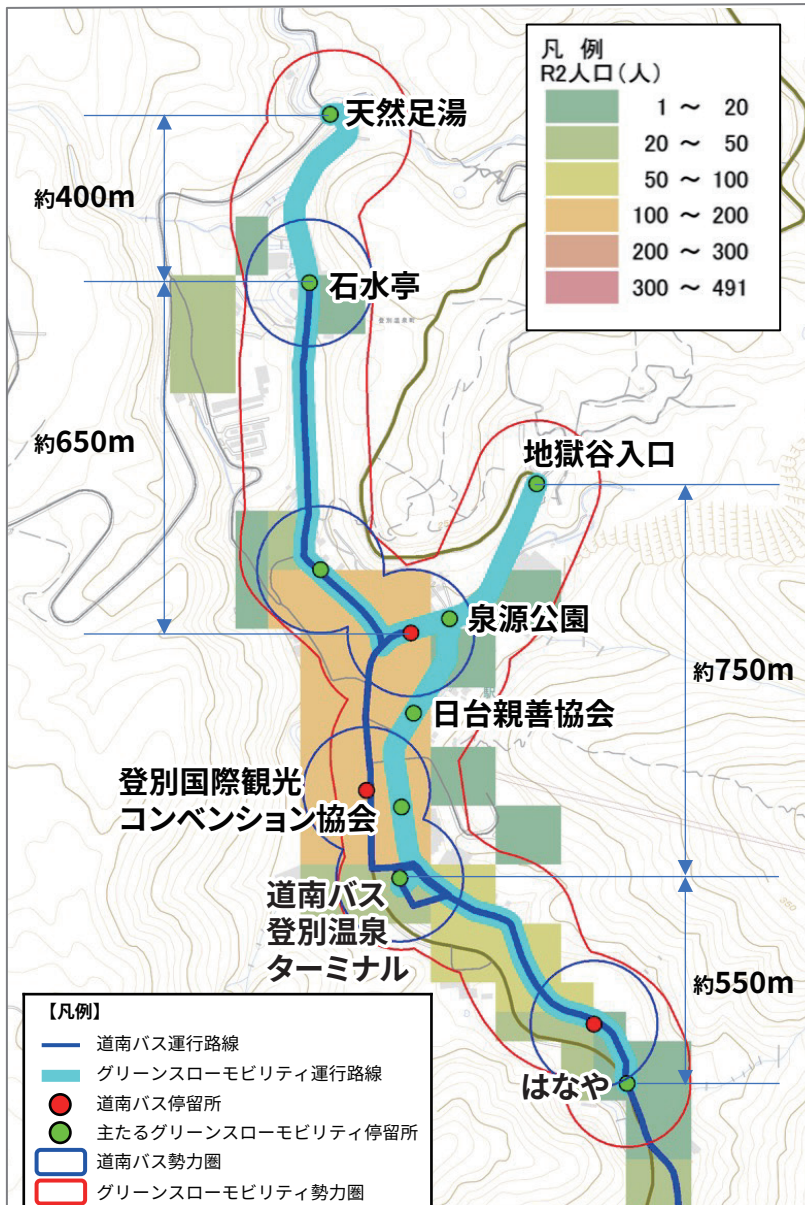 凡 例
R2人口(人)
1 ～ 20
20 ～ 50
50 ～ 100
100 ～ 200
200 ～ 300
300 ～ 491
天然足湯
約400m
石水亭
登別温泉町
約650m
地獄谷入口
泉源公園
約750m
日台親善協会
登別国際観光
コンベンション協会
道南バス
登別温泉
ターミナル
350
約550m
はなや
【凡例】
道南バス運行路線
グリーンスローモビリティ運行路線
道南バス停留所
主たるグリーンスローモビリティ停留所
道南バス勢力圏
グリーンスローモビリティ勢力圏